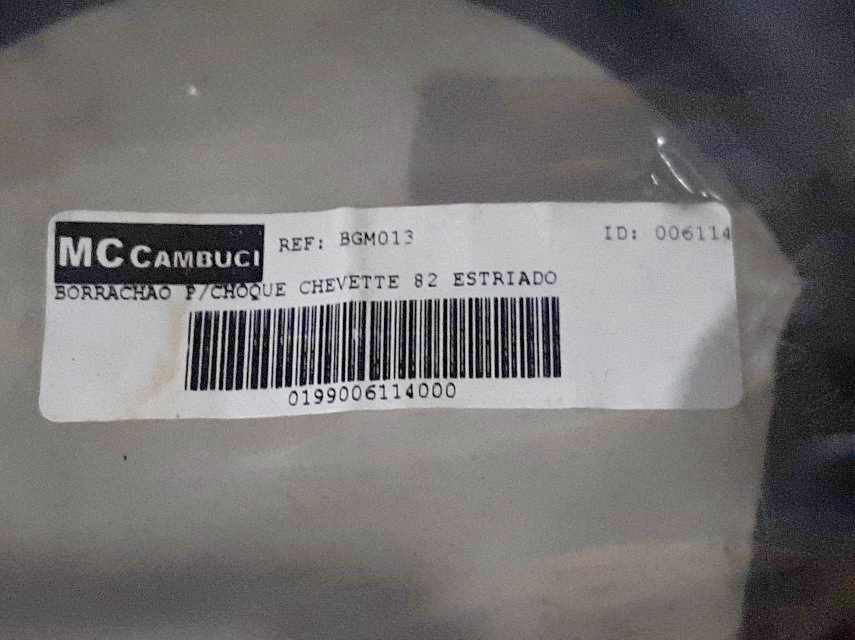 MC CAMBUCI REF: BGM013 ID: 006114
BORRACHAO P/CHOQUE CHEVETTE 82 ESTRIADO
0199006114000